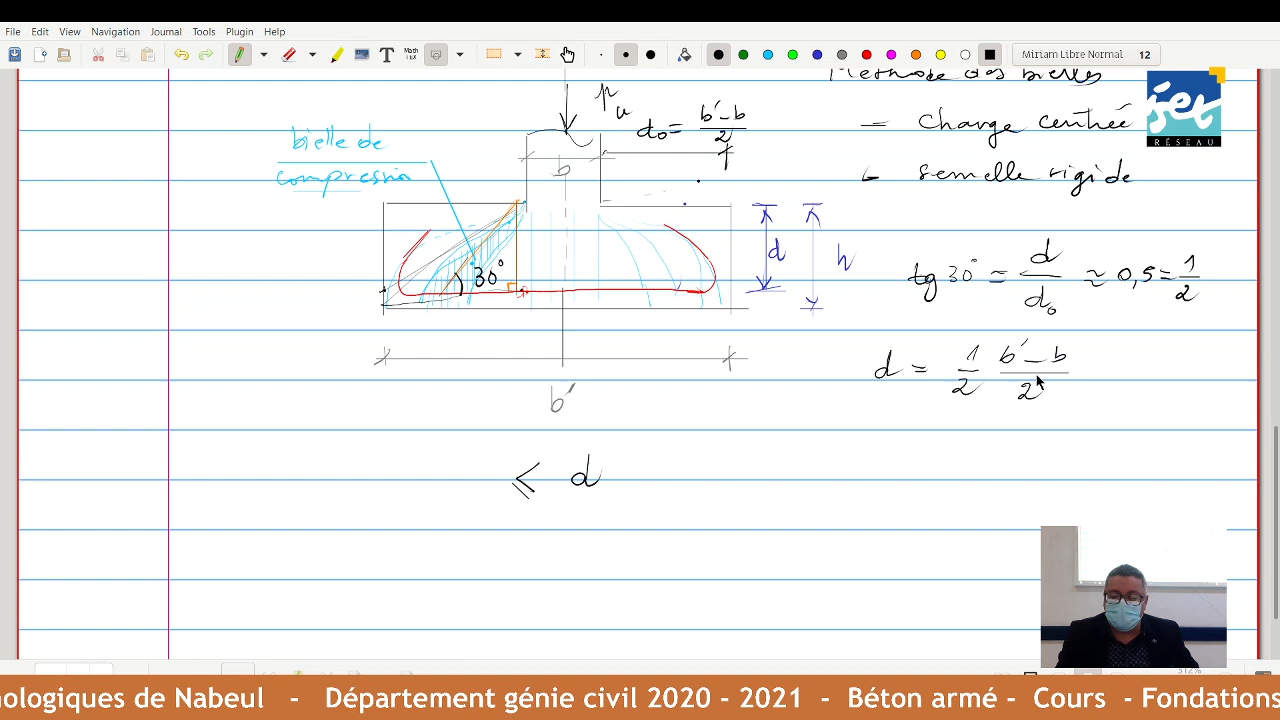 File Edit View Navigation Journal Tools Plugin Help
Miriam Libre Normal 12
Méthode des bielles
= charge centrée
semelle rigide
iset
RÉSEAU
Pu
d₀ = b'-b / 2
b
bielle de
compression
30°
d
h
tg 30° = d / d₀ ≈ 0,5 = 1 / 2
d = 1 / 2 b'-b / 2
b'
≤ d
nologiques de Nabeul - Département génie civil 2020 - 2021 - Béton armé - Cours - Fondations